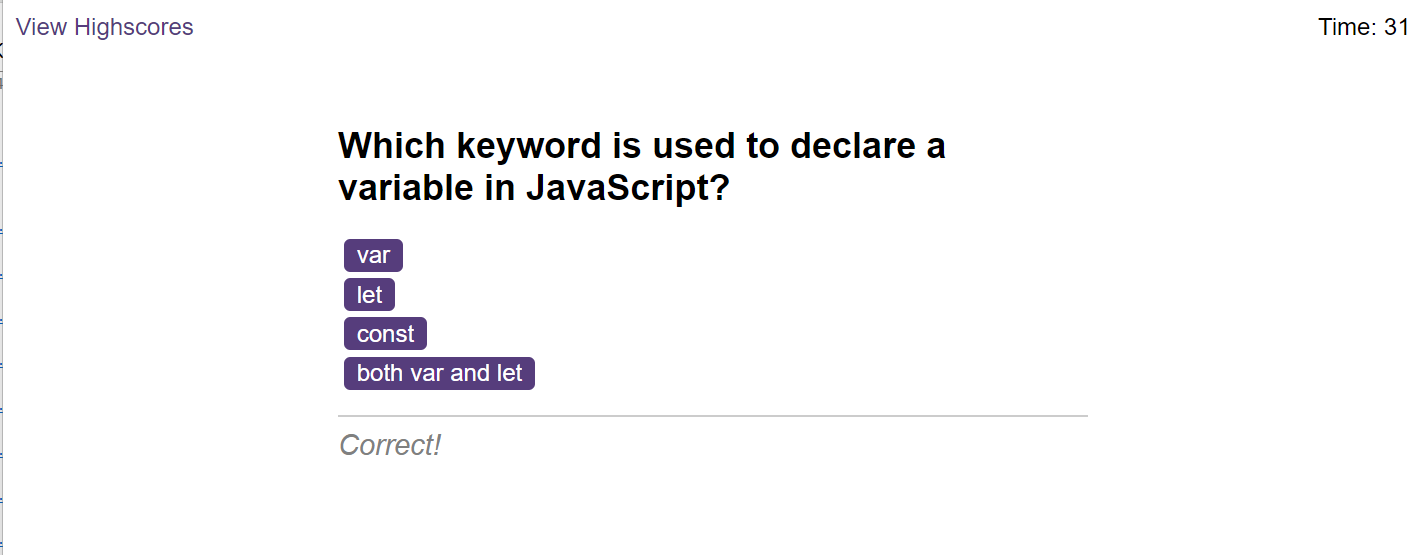 View Highscores
Time: 31
Which keyword is used to declare a
variable in JavaScript?
var
let
const
both var and let
Correct!